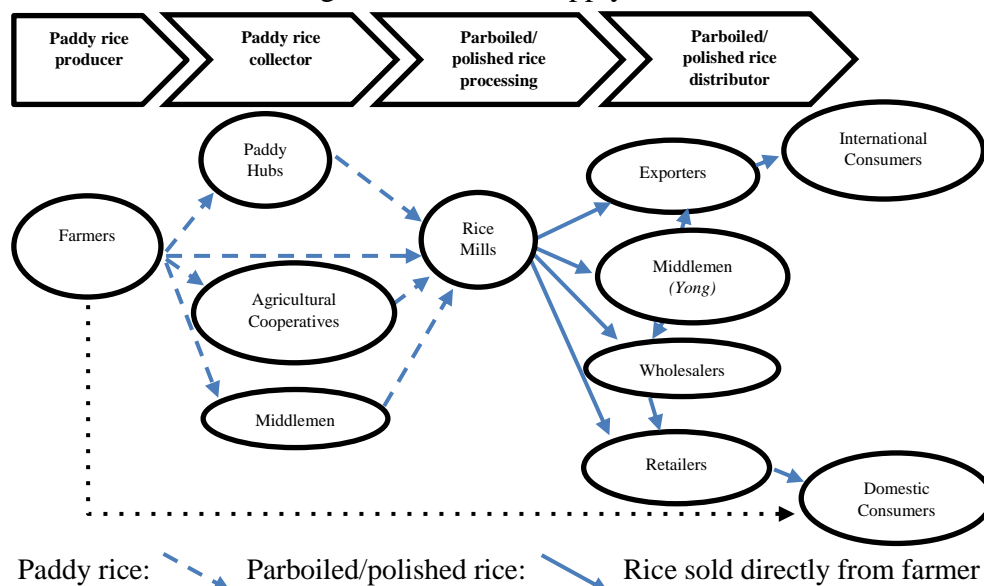 Paddy rice
producer
Paddy rice
collector
Parboiled/
polished rice
processing
Parboiled/
polished rice
distributor
Paddy
Hubs
International
Consumers
Exporters
Farmers
Rice
Mills
Middlemen
(Yong)
Agricultural
Cooperatives
Wholesalers
Middlemen
Retailers
Domestic
Consumers
Paddy rice: Parboiled/polished rice: Rice sold directly from farmer